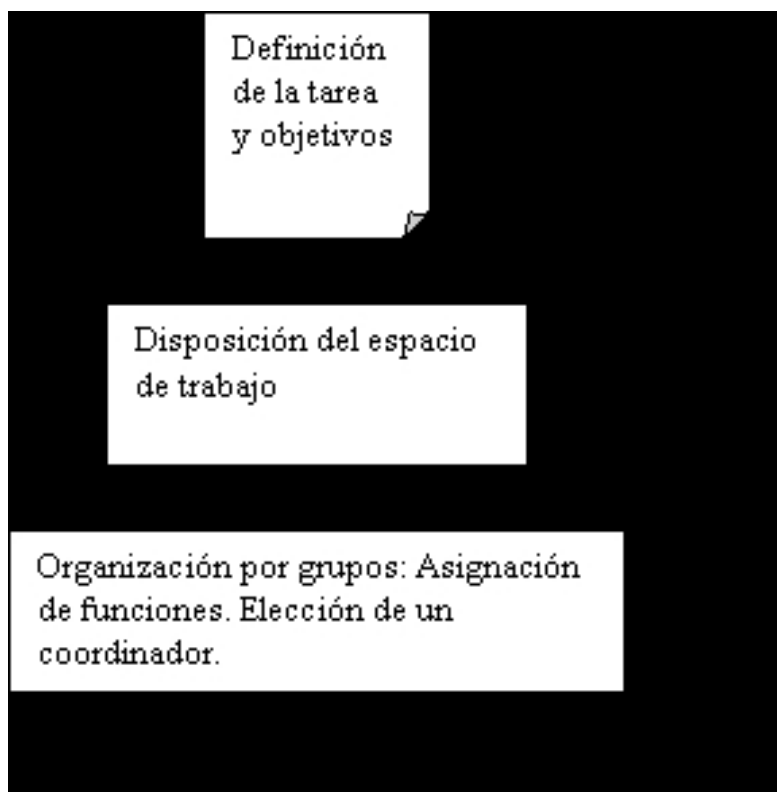 Definición
de la tarea
y objetivos
Disposición del espacio
de trabajo
Organización por grupos: Asignación
de funciones. Elección de un
coordinador.